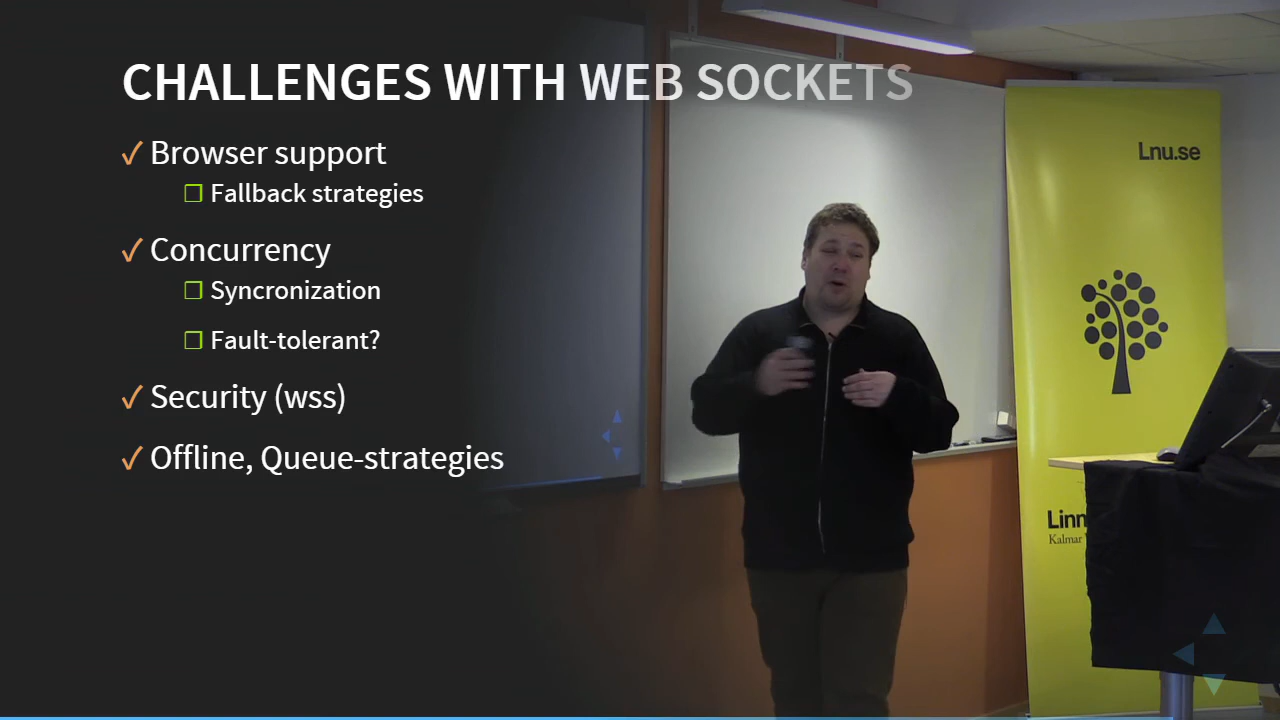 CHALLENGES WITH WEB SOCKETS
Browser support
Fallback strategies
Concurrency
Syncronization
Fault-tolerant?
Security (wss)
Offline, Queue-strategies
Lnu.se
Linn
Kalmar